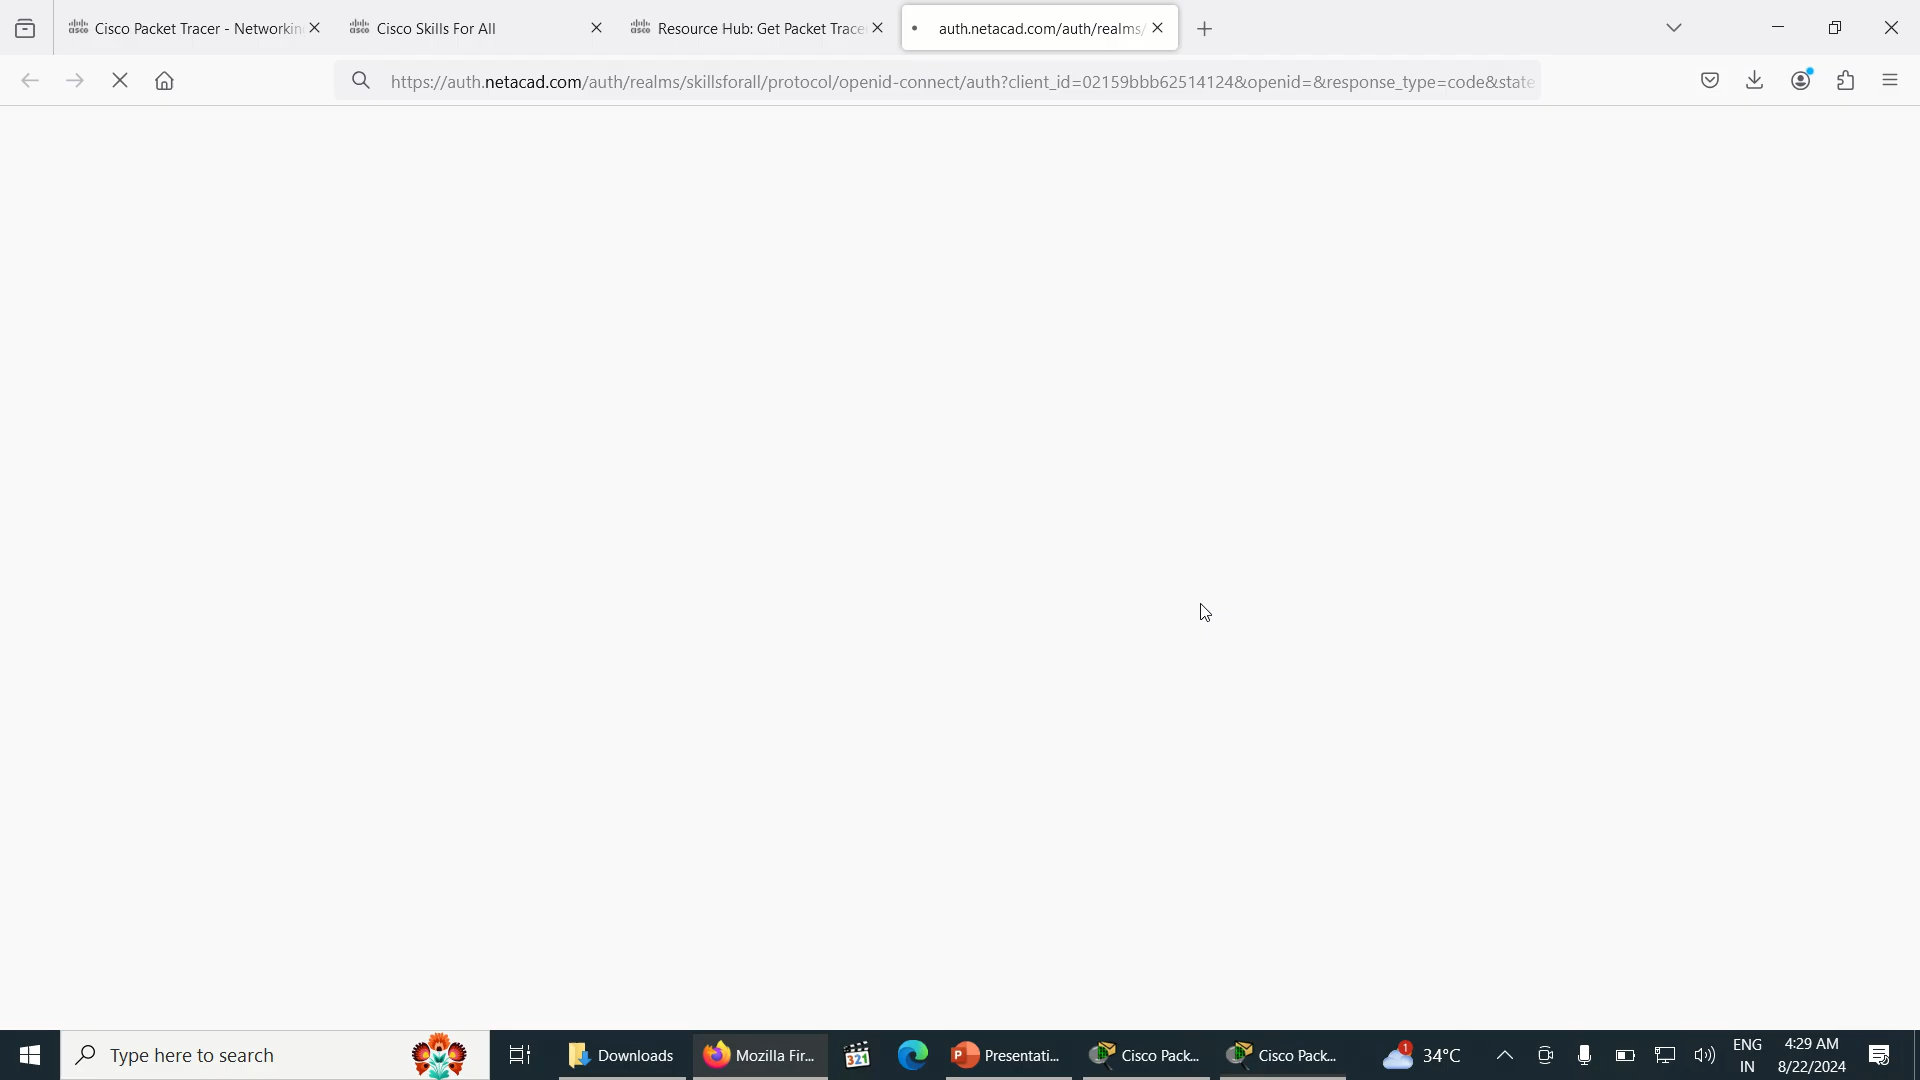 Cisco Packet Tracer - Networkin
Cisco Skills For All
Resource Hub: Get Packet Trace
auth.netacad.com/auth/realms/
https://auth.netacad.com/auth/realms/skillsforall/protocol/openid-connect/auth?client_id=02159bbb62514124&openid=&response_type=code&state
Type here to search
321
Downloads
Mozilla Fir...
Presentati...
Cisco Pack...
Cisco Pack...
1
34°C
ENG
IN
4:29 AM
8/22/2024